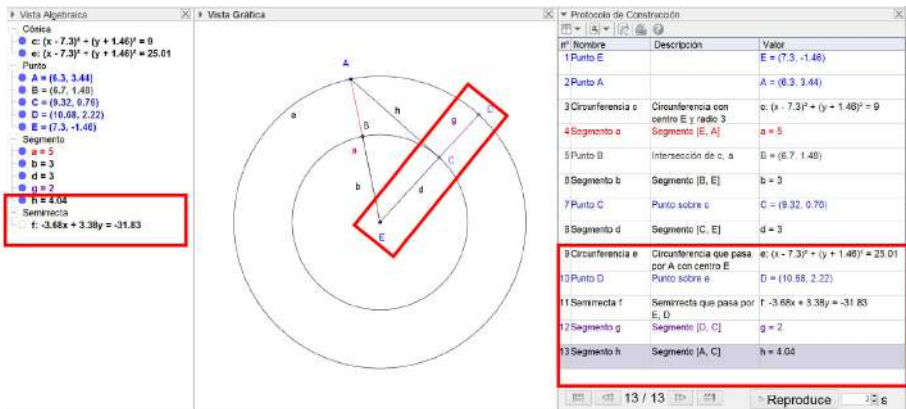 Vista Algebraica
Cónica
c: (x - 7.3)² + (y + 1.46)² = 9
e: (x - 7.3)² + (y + 1.46)² = 25.01
Punto
A = (6.3, 3.44)
B = (6.7, 1.48)
C = (9.32, 0.76)
D = (10.68, 2.22)
E = (7.3, -1.46)
Segmento
a = 5
b = 3
d = 3
g = 2
h = 4.04
Semirrecta
f: -3.68x + 3.38y = -31.83
Vista Gráfica
A
e
h
g
B
a
C
b
d
E
Protocolo de Construcción
nº Nombre Descripción Valor
1 Punto E E = (7.3, -1.46)
2 Punto A A = (6.3, 3.44)
3 Circunferencia c Circunferencia con c: (x - 7.3)² + (y + 1.46)² = 9
centro E y radio 3
4 Segmento a Segmento [E, A] a = 5
5 Punto B Intersección de c, a B = (6.7, 1.48)
6 Segmento b Segmento [B, E] b = 3
7 Punto C Punto sobre c C = (9.32, 0.76)
8 Segmento d Segmento [C, E] d = 3
9 Circunferencia e Circunferencia que pasa e: (x - 7.3)² + (y + 1.46)² = 25.01
por A con centro E
10 Punto D Punto sobre e D = (10.68, 2.22)
11 Semirrecta f Semirrecta que pasa por f: -3.68x + 3.38y = -31.83
E, D
12 Segmento g Segmento [D, C] g = 2
13 Segmento h Segmento [A, C] h = 4.04
13 / 13
Reproduce
s